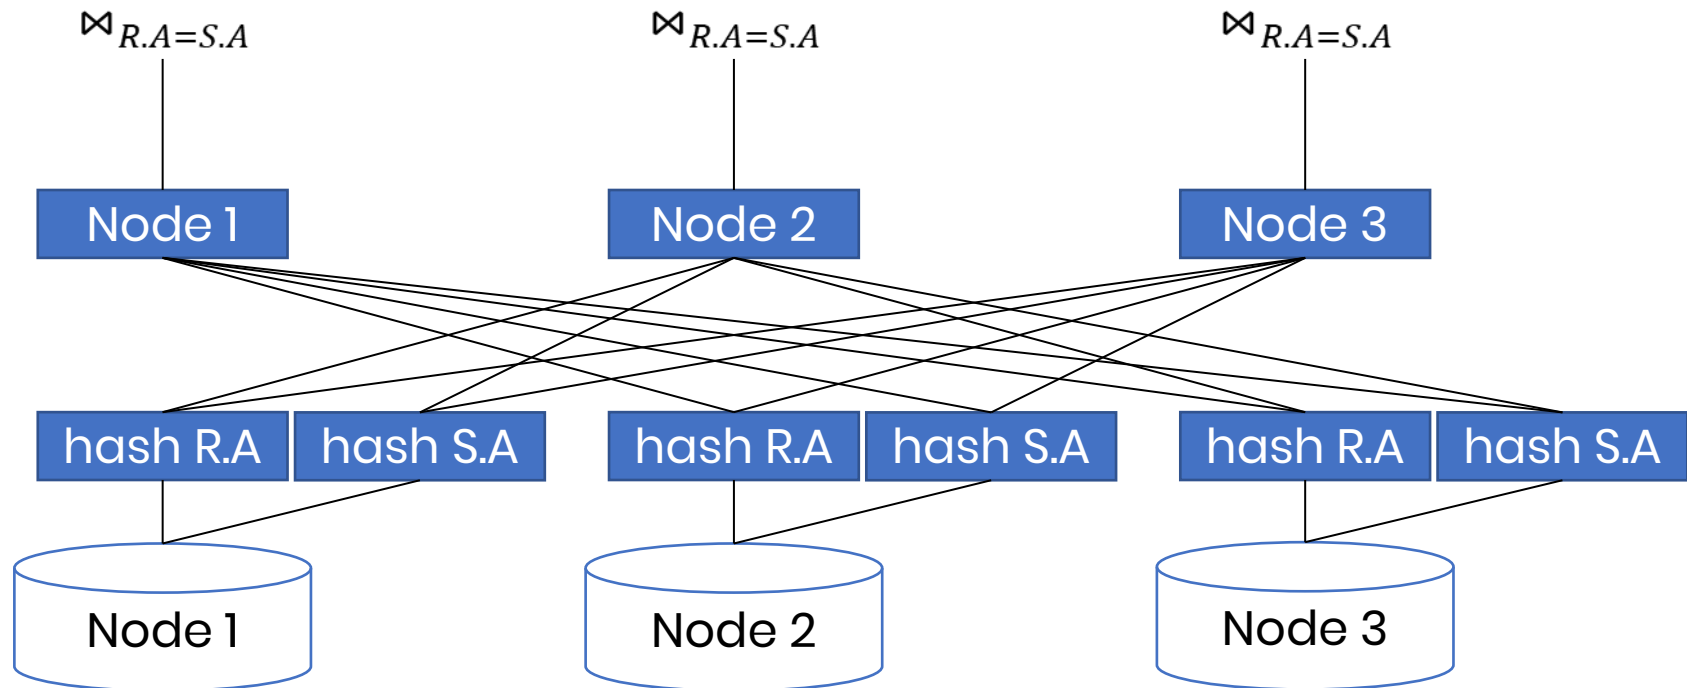 ⋈R.A=S.A ⋈R.A=S.A ⋈R.A=S.A
Node 1 Node 2 Node 3
hash R.A hash S.A hash R.A hash S.A hash R.A hash S.A
Node 1 Node 2 Node 3